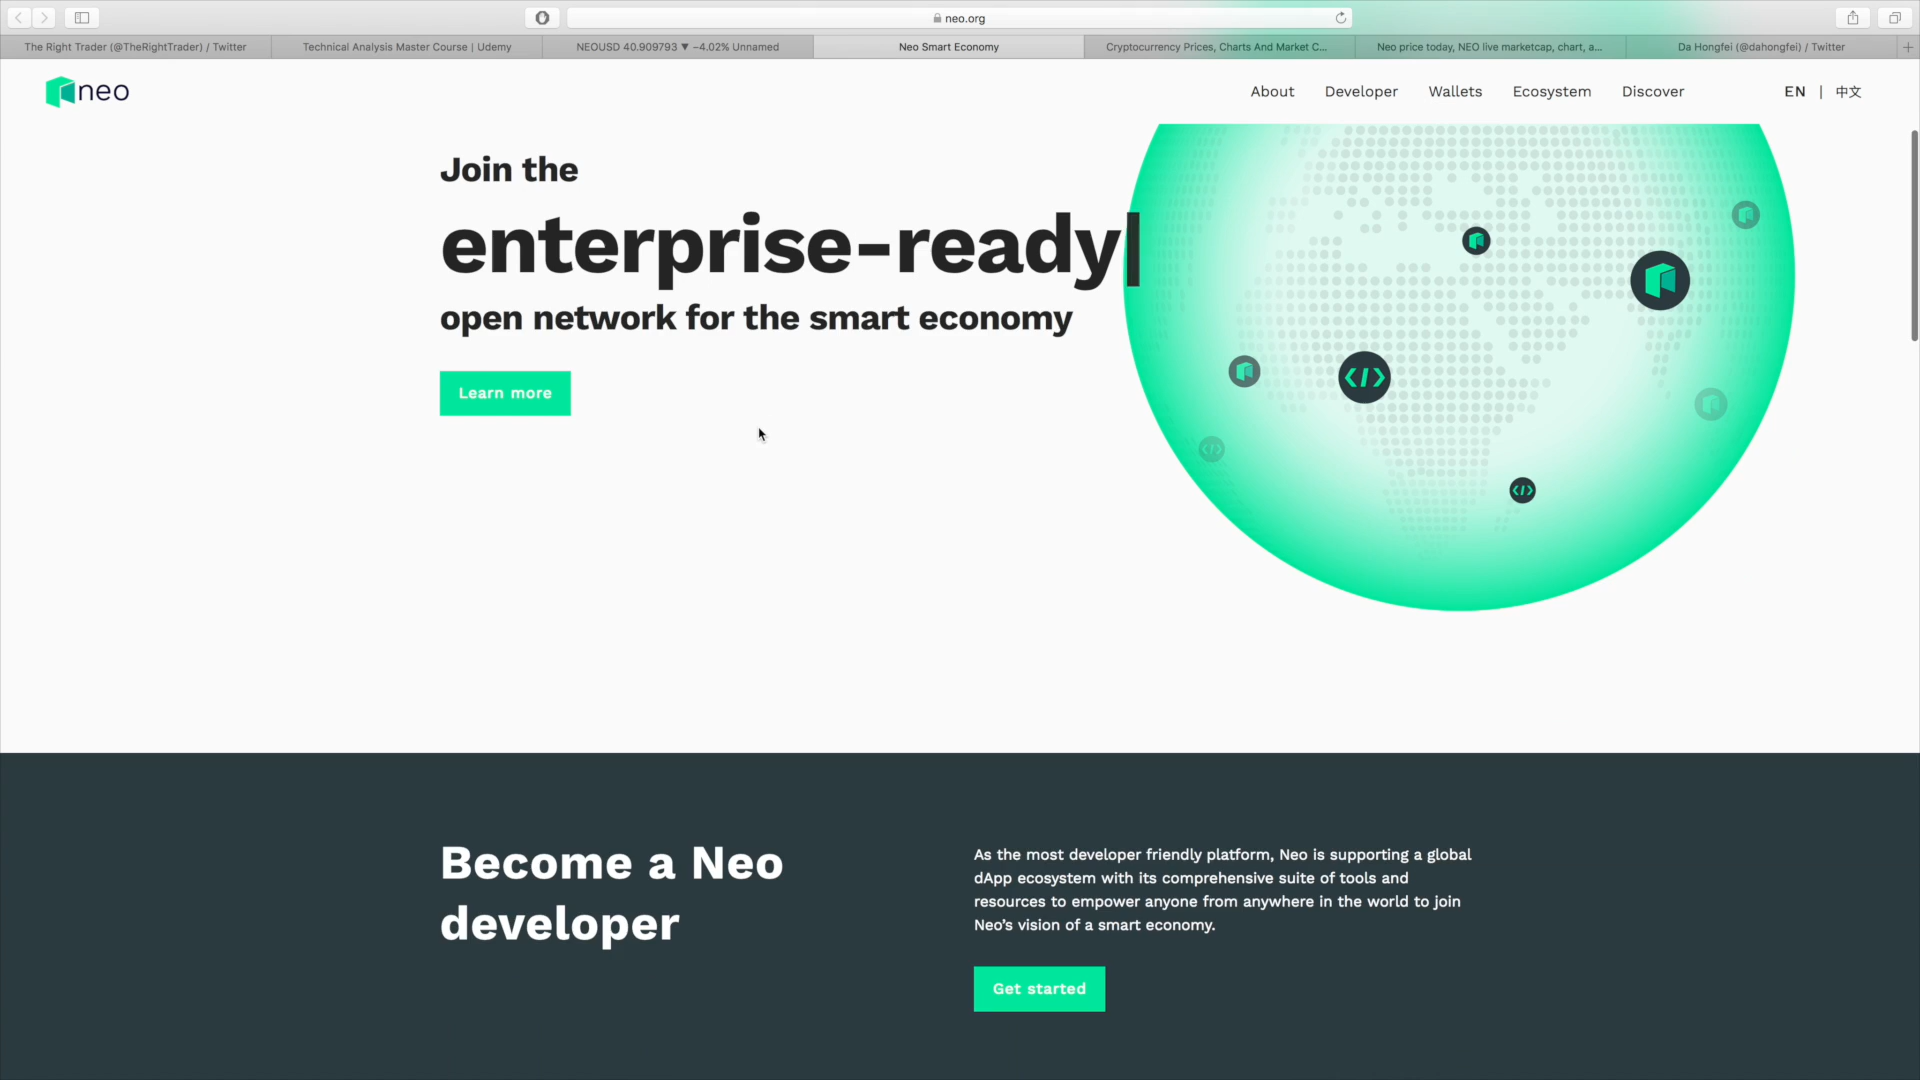 neo.org
The Right Trader (@TheRightTrader) / Twitter
Technical Analysis Master Course | Udemy
NEOUSD 40.909793 ▼ −4.02% Unnamed
Neo Smart Economy
Cryptocurrency Prices, Charts And Market C...
Neo price today, NEO live marketcap, chart, a...
Da Hongfei (@dahongfei) / Twitter
neo
About
Developer
Wallets
Ecosystem
Discover
EN | 中文
Join the
enterprise-ready|
open network for the smart economy
Learn more
Become a Neo
developer
As the most developer friendly platform, Neo is supporting a global
dApp ecosystem with its comprehensive suite of tools and
resources to empower anyone from anywhere in the world to join
Neo’s vision of a smart economy.
Get started